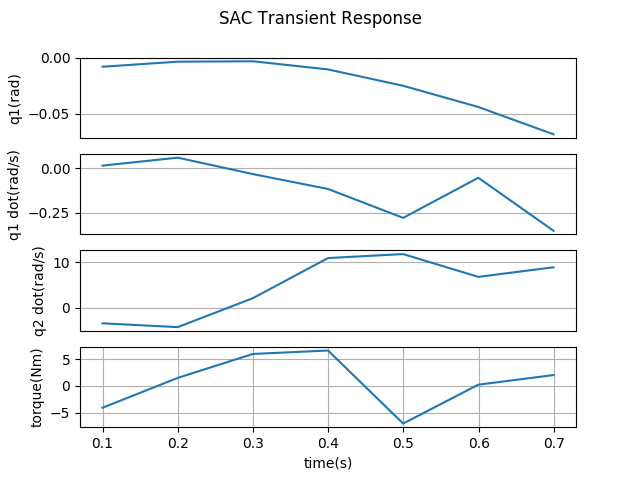 SAC Transient Response
0.00
−0.05
q1(rad)
0.00
−0.25
q1 dot(rad/s)
10
0
q2 dot(rad/s)
5
0
−5
torque(Nm)
0.1 0.2 0.3 0.4 0.5 0.6 0.7
time(s)